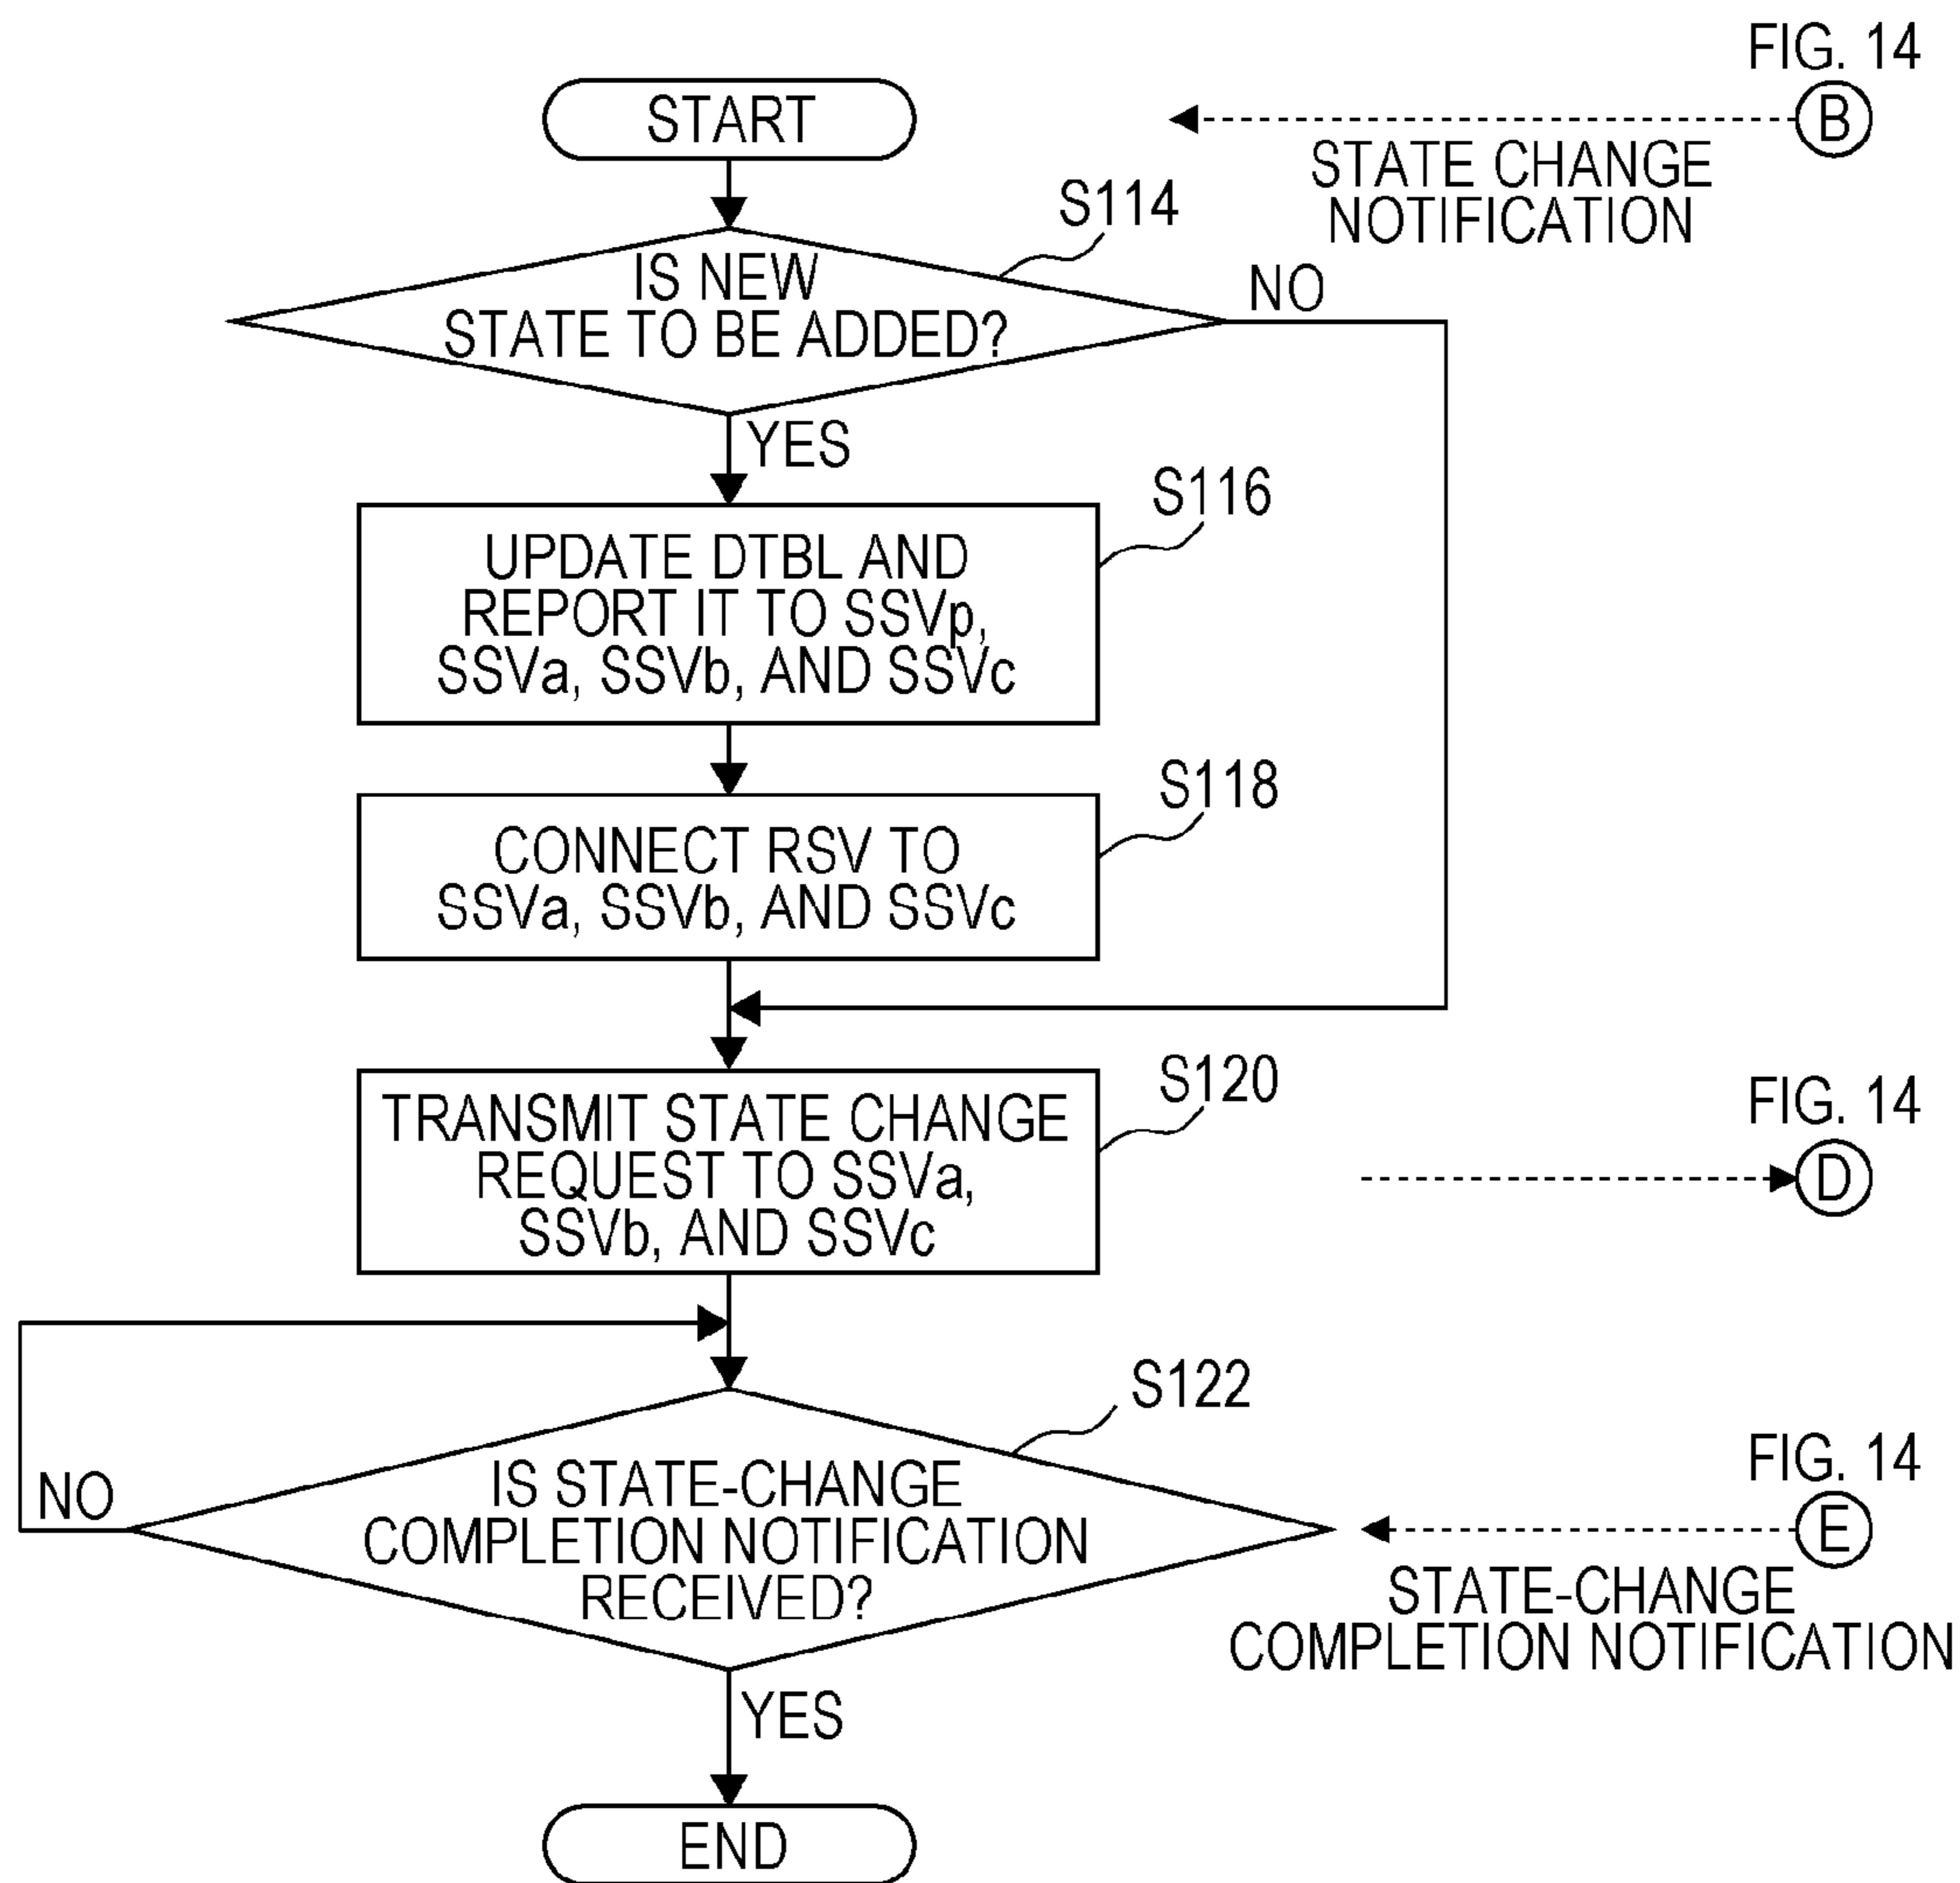 FIG. 14
START
B
STATE CHANGE
NOTIFICATION
S114
IS NEW
STATE TO BE ADDED?
NO
YES
S116
UPDATE DTBL AND
REPORT IT TO SSVp,
SSVa, SSVb, AND SSVc
S118
CONNECT RSV TO
SSVa, SSVb, AND SSVc
S120
TRANSMIT STATE CHANGE
REQUEST TO SSVa,
SSVb, AND SSVc
FIG. 14
D
S122
IS STATE-CHANGE
COMPLETION NOTIFICATION
RECEIVED?
NO
FIG. 14
E
STATE-CHANGE
COMPLETION NOTIFICATION
YES
END